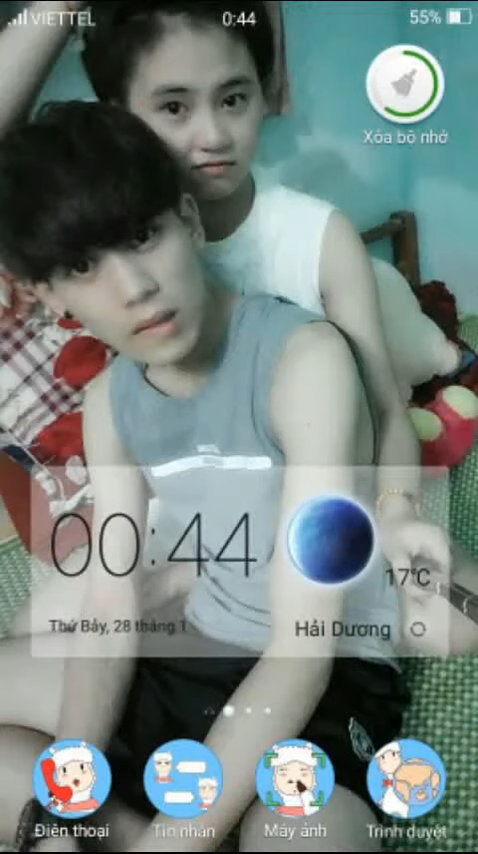 VIETTEL 0:44 55%
Xóa bộ nhớ
00:44
17°C
Thứ Bảy, 28 tháng 1
Hải Dương
Điện thoại Tin nhắn Máy ảnh Trình duyệt